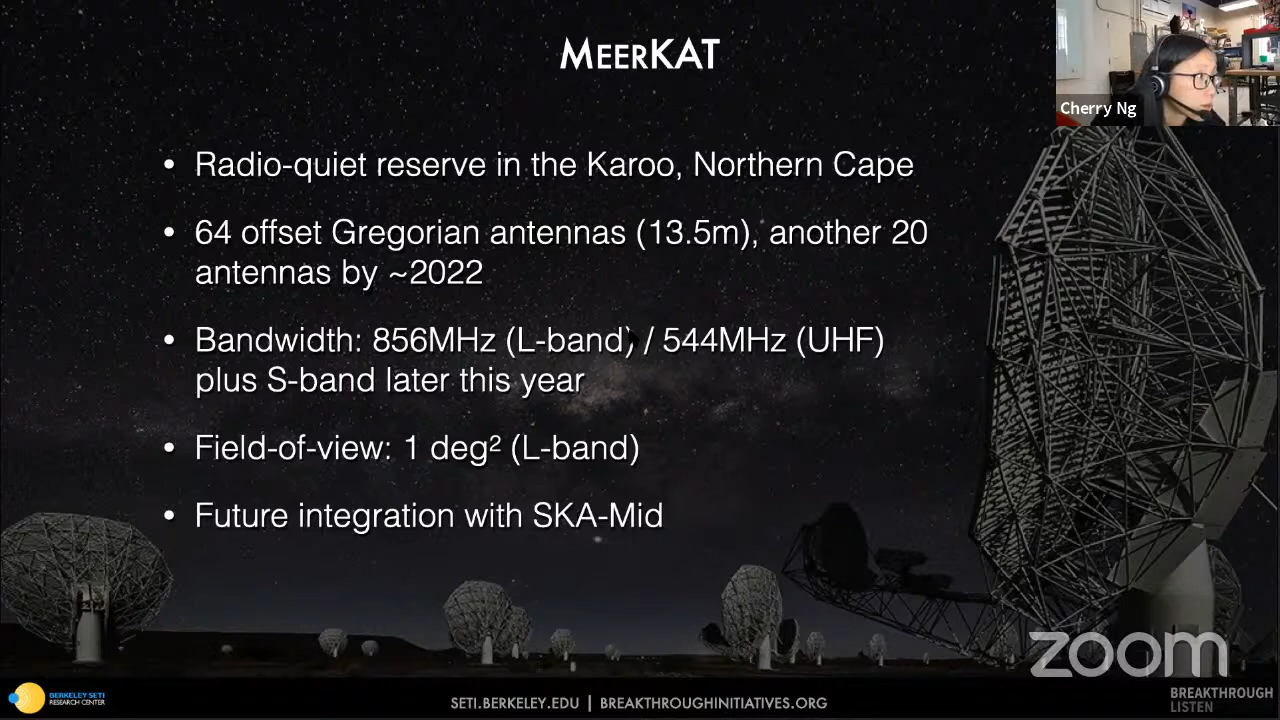 MEERKAT
Cherry Ng
• Radio-quiet reserve in the Karoo, Northern Cape
• 64 offset Gregorian antennas (13.5m), another 20
antennas by ~2022
• Bandwidth: 856MHz (L-band) / 544MHz (UHF)
plus S-band later this year
• Field-of-view: 1 deg² (L-band)
• Future integration with SKA-Mid
zoom
BERKELEY SETI
RESEARCH CENTER
SETI.BERKELEY.EDU | BREAKTHROUGHINITIATIVES.ORG
BREAKTHROUGH
LISTEN